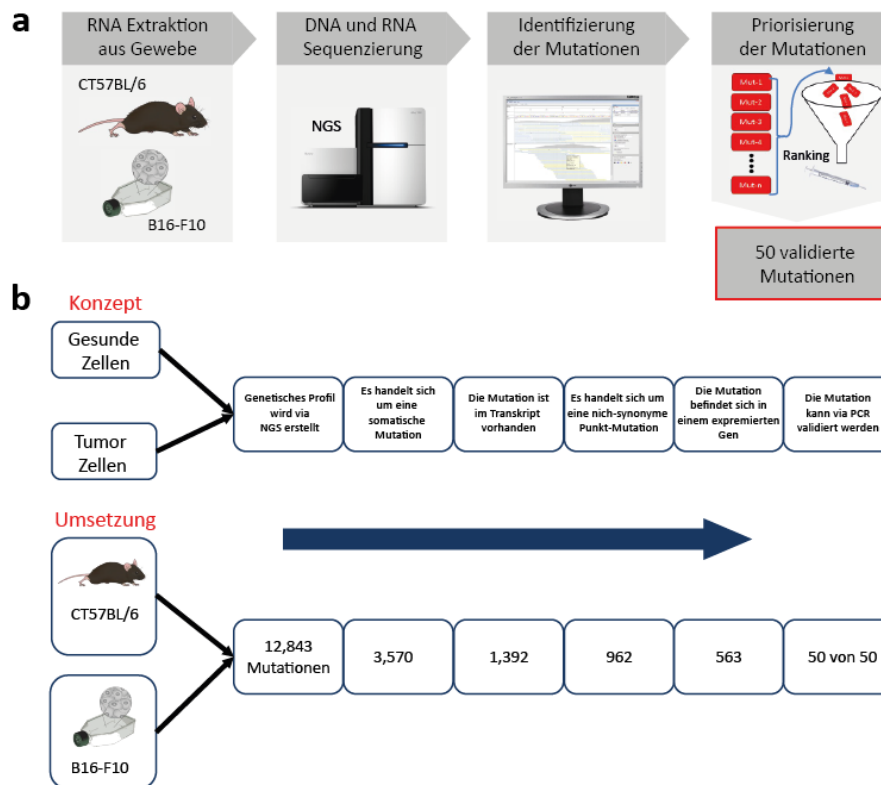 a
RNA Extraktion
aus Gewebe
CT57BL/6
B16-F10
DNA und RNA
Sequenzierung
NGS
Identifizierung
der Mutationen
Priorisierung
der Mutationen
Mut-1
Mut-2
Mut-3
Mut-4
Mut-n
Ranking
50 validierte
Mutationen
b
Konzept
Gesunde
Zellen
Tumor
Zellen
Genetisches Profil
wird via
NGS erstellt
Es handelt sich
um eine
somatische
Mutation
Die Mutation ist
im Transkript
vorhanden
Es handelt sich um
eine nich-synonyme
Punkt-Mutation
Die Mutation
befindet sich in
einem expremierten
Gen
Die Mutation
kann via PCR
validiert werden
Umsetzung
CT57BL/6
B16-F10
12,843
Mutationen
3,570
1,392
962
563
50 von 50